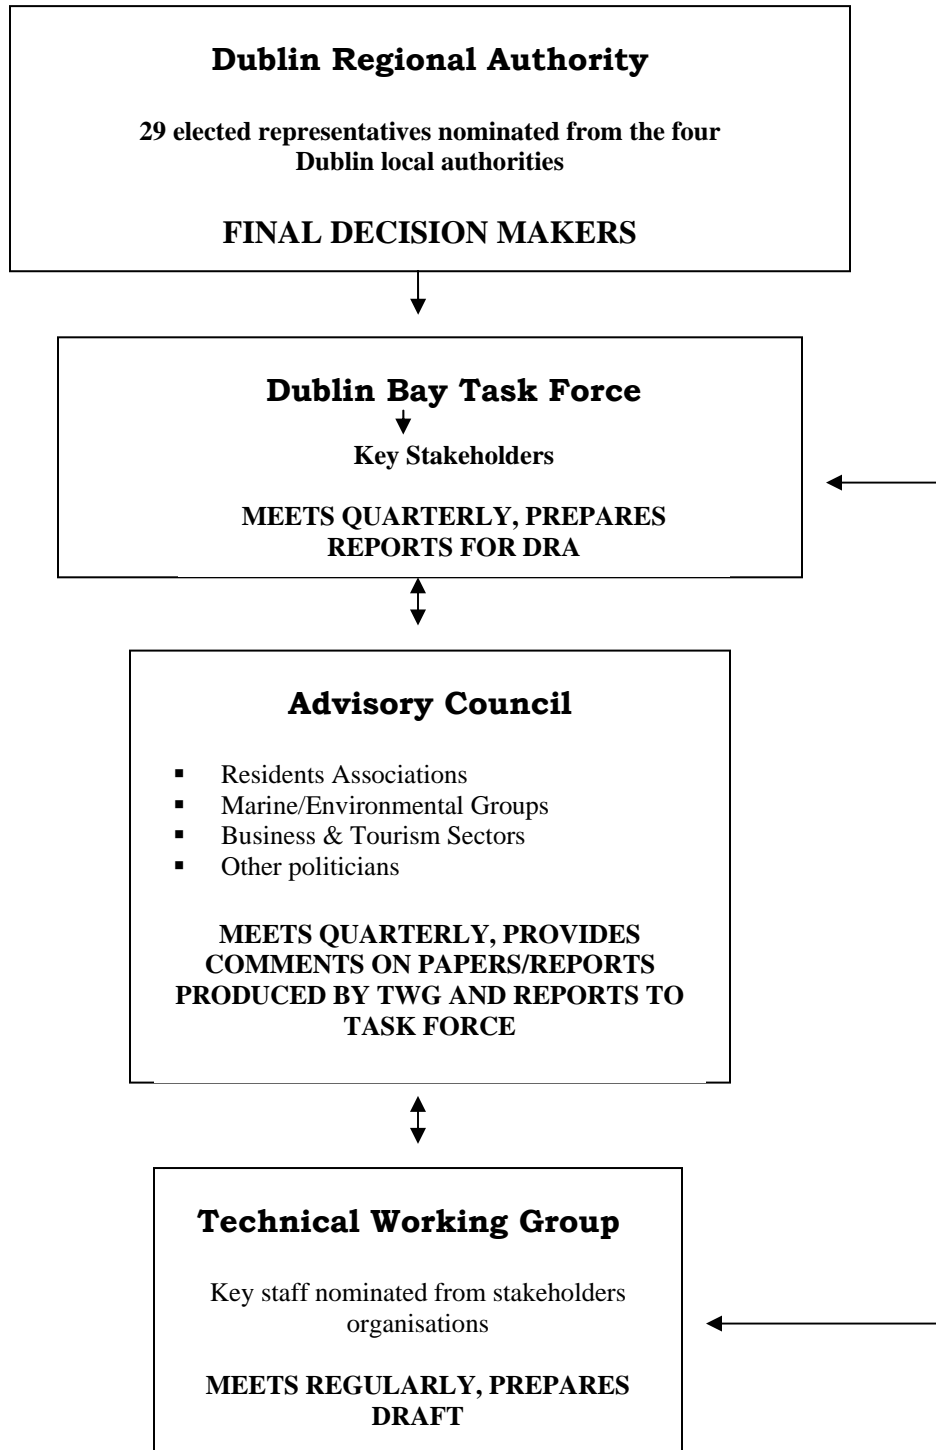 Dublin Regional Authority
29 elected representatives nominated from the four
Dublin local authorities
FINAL DECISION MAKERS
Dublin Bay Task Force
Key Stakeholders
MEETS QUARTERLY, PREPARES
REPORTS FOR DRA
Advisory Council
▪ Residents Associations
▪ Marine/Environmental Groups
▪ Business & Tourism Sectors
▪ Other politicians
MEETS QUARTERLY, PROVIDES
COMMENTS ON PAPERS/REPORTS
PRODUCED BY TWG AND REPORTS TO
TASK FORCE
Technical Working Group
Key staff nominated from stakeholders
organisations
MEETS REGULARLY, PREPARES
DRAFT